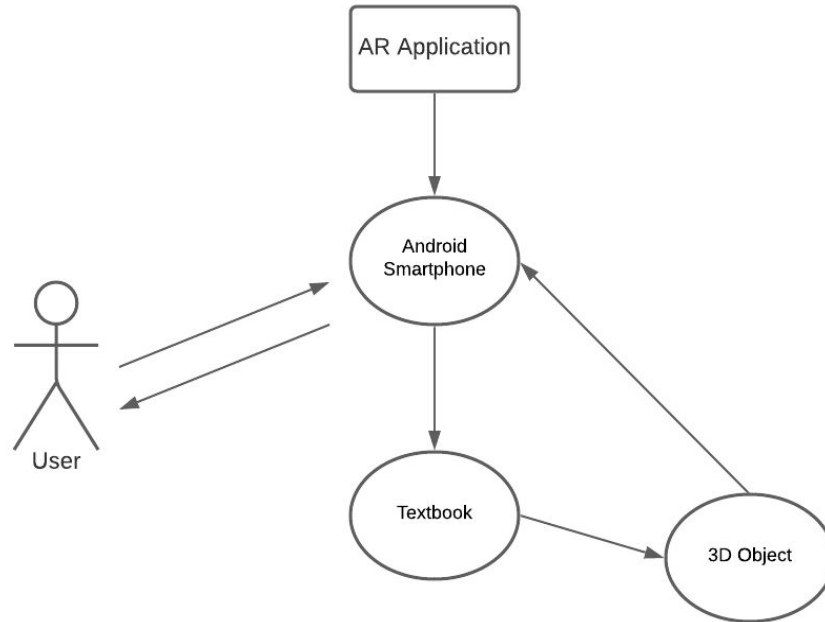 AR Application
Android
Smartphone
User
Textbook
3D Object